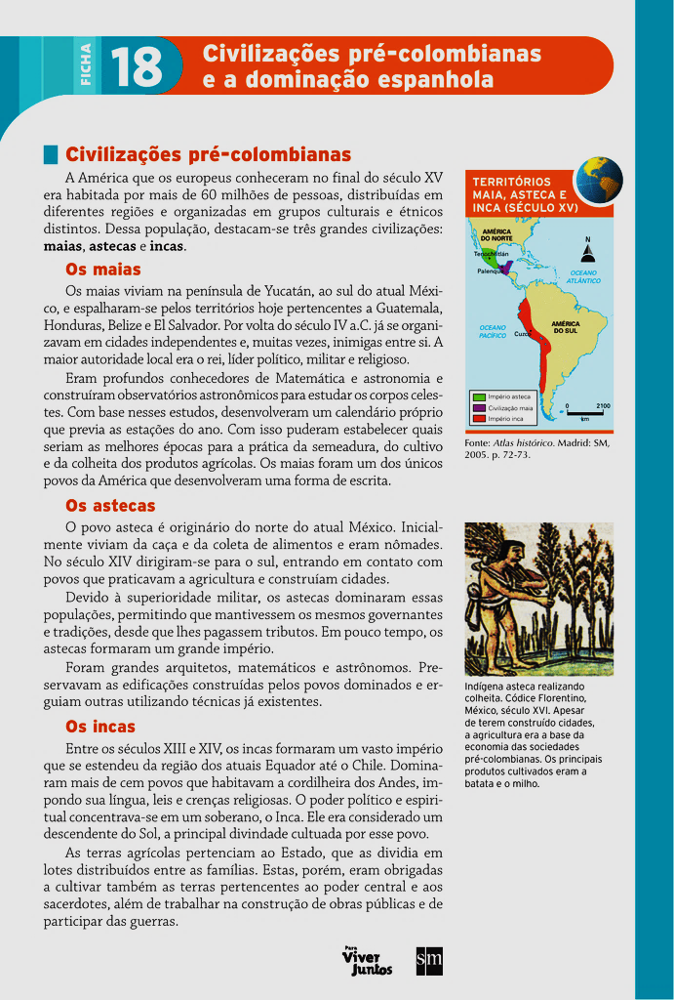 FICHA
18
Civilizações pré-colombianas
e a dominação espanhola
Civilizações pré-colombianas
A América que os europeus conheceram no final do século XV
era habitada por mais de 60 milhões de pessoas, distribuídas em
diferentes regiões e organizadas em grupos culturais e étnicos
distintos. Dessa população, destacam-se três grandes civilizações:
maias, astecas e incas.
Os maias
Os maias viviam na península de Yucatán, ao sul do atual Méxi-
co, e espalharam-se pelos territórios hoje pertencentes a Guatemala,
Honduras, Belize e El Salvador. Por volta do século IV a.C. já se organi-
zavam em cidades independentes e, muitas vezes, inimigas entre si. A
maior autoridade local era o rei, líder político, militar e religioso.
Eram profundos conhecedores de Matemática e astronomia e
construíram observatórios astronômicos para estudar os corpos celes-
tes. Com base nesses estudos, desenvolveram um calendário próprio
que previa as estações do ano. Com isso puderam estabelecer quais
seriam as melhores épocas para a prática da semeadura, do cultivo
e da colheita dos produtos agrícolas. Os maias foram um dos únicos
povos da América que desenvolveram uma forma de escrita.
Os astecas
O povo asteca é originário do norte do atual México. Inicial-
mente viviam da caça e da coleta de alimentos e eram nômades.
No século XIV dirigiram-se para o sul, entrando em contato com
povos que praticavam a agricultura e construíam cidades.
Devido à superioridade militar, os astecas dominaram essas
populações, permitindo que mantivessem os mesmos governantes
e tradições, desde que lhes pagassem tributos. Em pouco tempo, os
astecas formaram um grande império.
Foram grandes arquitetos, matemáticos e astrônomos. Pre-
servavam as edificações construídas pelos povos dominados e er-
guiam outras utilizando técnicas já existentes.
Os incas
Entre os séculos XIII e XIV, os incas formaram um vasto império
que se estendeu da região dos atuais Equador até o Chile. Domina-
ram mais de cem povos que habitavam a cordilheira dos Andes, im-
pondo sua língua, leis e crenças religiosas. O poder político e espiri-
tual concentrava-se em um soberano, o Inca. Ele era considerado um
descendente do Sol, a principal divindade cultuada por esse povo.
As terras agrícolas pertenciam ao Estado, que as dividia em
lotes distribuídos entre as famílias. Estas, porém, eram obrigadas
a cultivar também as terras pertencentes ao poder central e aos
sacerdotes, além de trabalhar na construção de obras públicas e de
participar das guerras.
TERRITÓRIOS
MAIA, ASTECA E
INCA (SÉCULO XV)
AMÉRICA
DO NORTE
N
Tenochtitlán
Palenque
OCEANO
ATLÂNTICO
OCEANO
PACÍFICO
AMÉRICA
DO SUL
Cuzco
Império asteca
Civilização maia
Império inca
0 2100
km
Fonte: Atlas histórico. Madrid: SM,
2005. p. 72-73.
Indígena asteca realizando
colheita. Códice Florentino,
México, século XVI. Apesar
de terem construído cidades,
a agricultura era a base da
economia das sociedades
pré-colombianas. Os principais
produtos cultivados eram a
batata e o milho.
Para
Viver
Juntos
sm